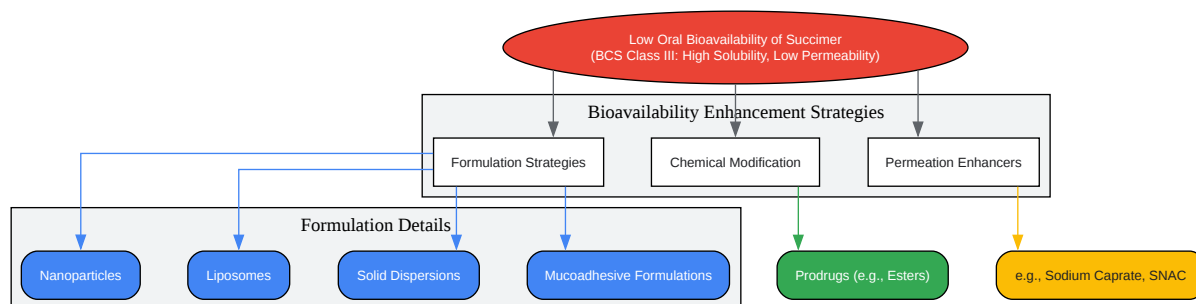 Low Oral Bioavailability of Succimer
(BCS Class III: High Solubility, Low Permeability)
Bioavailability Enhancement Strategies
Formulation Strategies
Chemical Modification
Permeation Enhancers
Formulation Details
Nanoparticles
Liposomes
Solid Dispersions
Mucoadhesive Formulations
Prodrugs (e.g., Esters)
e.g., Sodium Caprate, SNAC